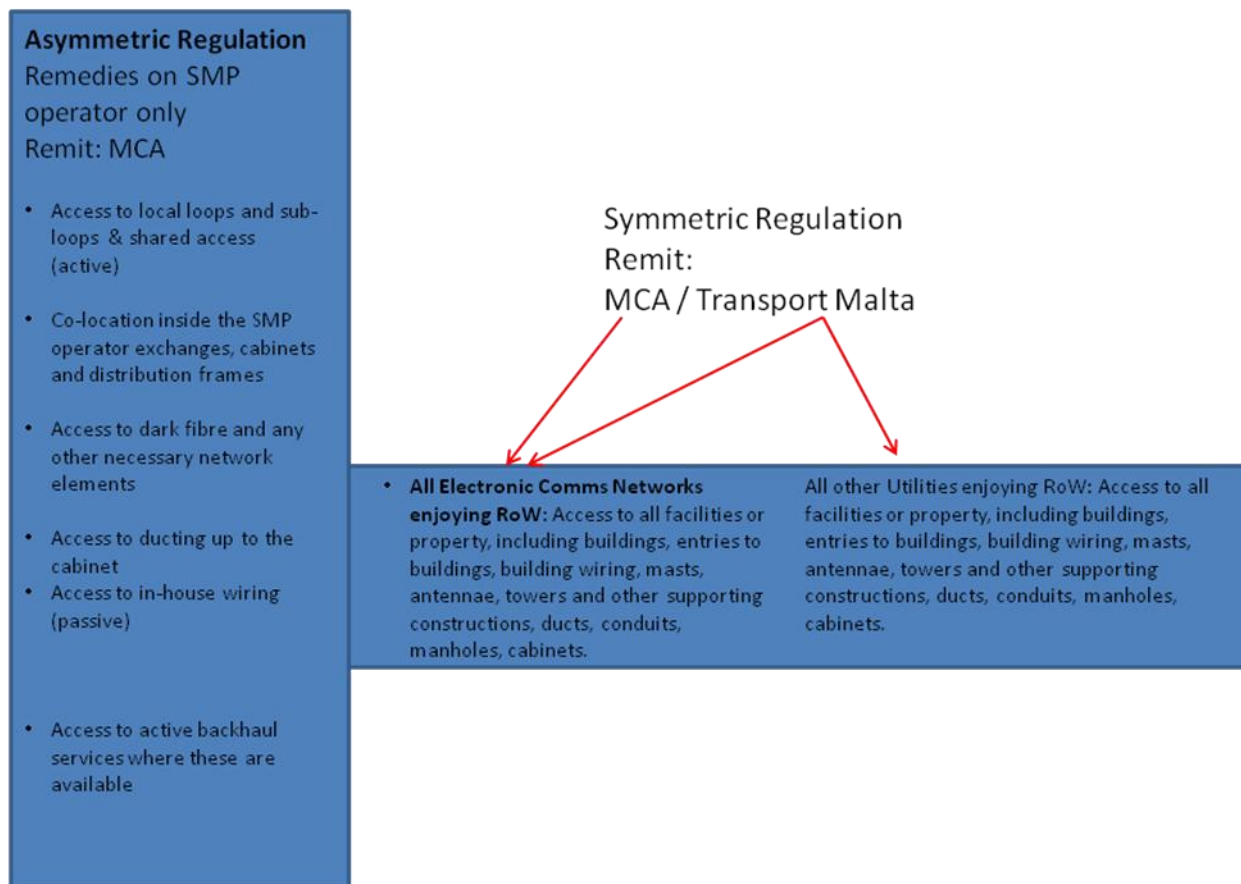 Asymmetric Regulation
Remedies on SMP
operator only
Remit: MCA
• Access to local loops and sub-
loops & shared access
(active)
• Co-location inside the SMP
operator exchanges, cabinets
and distribution frames
• Access to dark fibre and any
other necessary network
elements
• Access to ducting up to the
cabinet
• Access to in-house wiring
(passive)
• Access to active backhaul
services where these are
available
Symmetric Regulation
Remit:
MCA / Transport Malta
• All Electronic Comms Networks
enjoying RoW: Access to all facilities or
property, including buildings, entries to
buildings, building wiring, masts,
antennae, towers and other supporting
constructions, ducts, conduits,
manholes, cabinets.
All other Utilities enjoying RoW: Access to all
facilities or property, including buildings,
entries to buildings, building wiring, masts,
antennae, towers and other supporting
constructions, ducts, conduits, manholes,
cabinets.